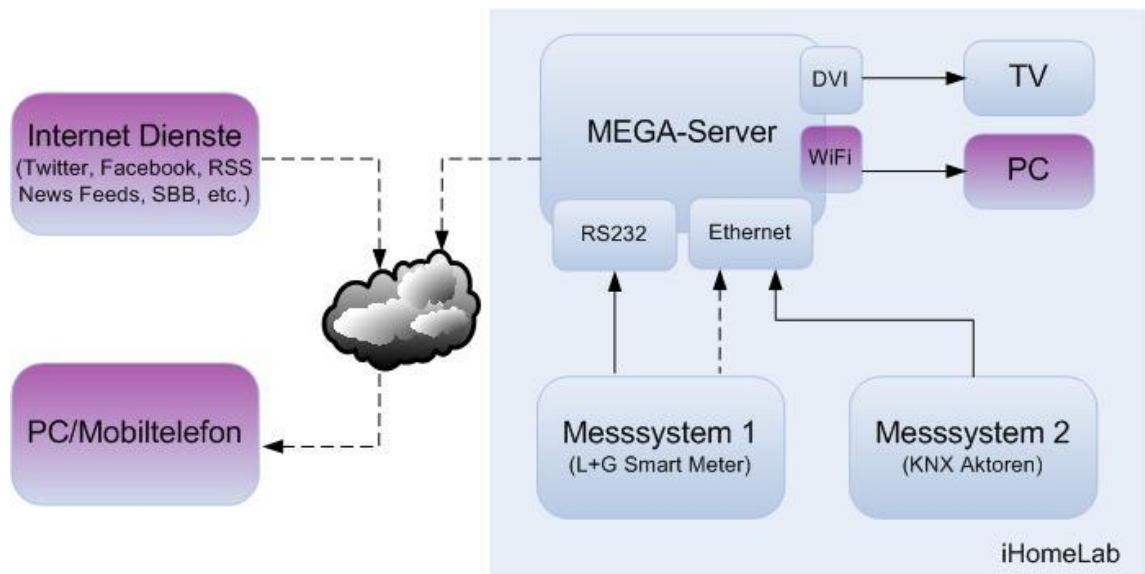 Internet Dienste
(Twitter, Facebook, RSS
News Feeds, SBB, etc.)
PC/Mobiltelefon
MEGA-Server
DVI
TV
WiFi
PC
RS232
Ethernet
Messsystem 1
(L+G Smart Meter)
Messsystem 2
(KNX Aktoren)
iHomeLab